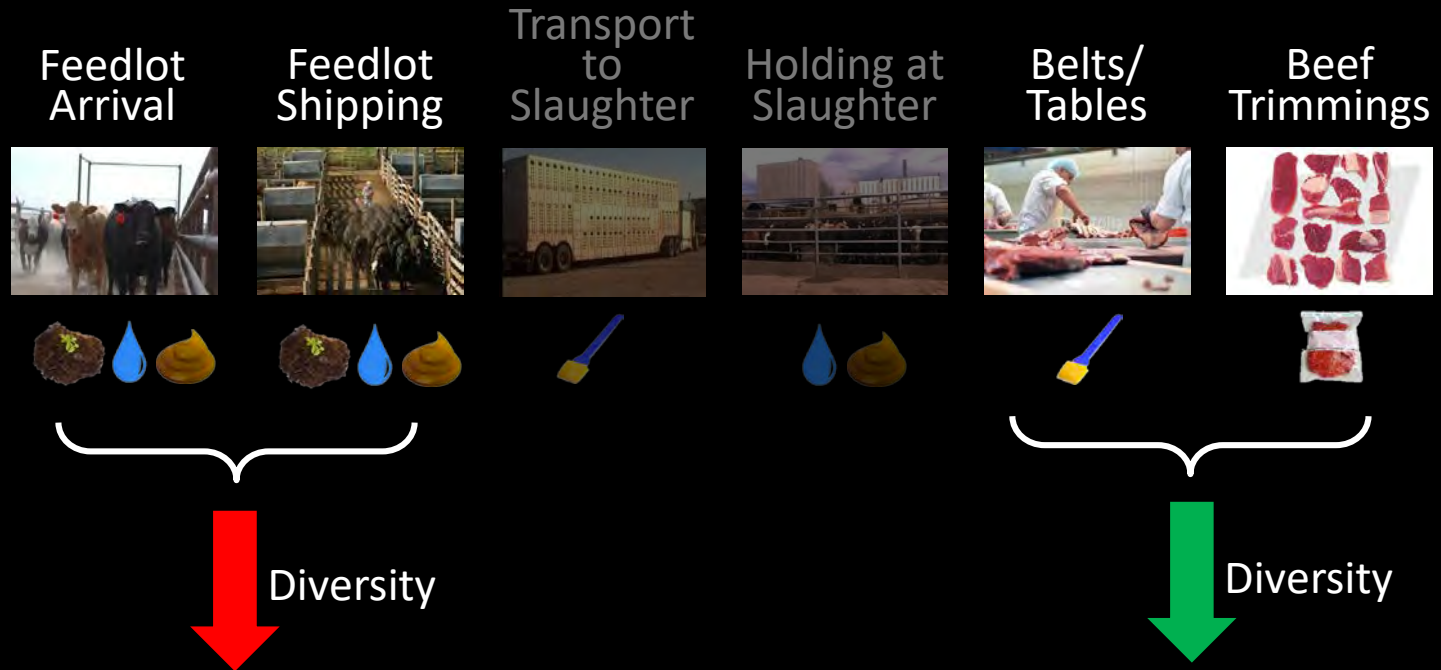 Feedlot
Arrival
Feedlot
Shipping
Transport
to
Slaughter
Holding at
Slaughter
Belts/
Tables
Beef
Trimmings
Diversity
Diversity